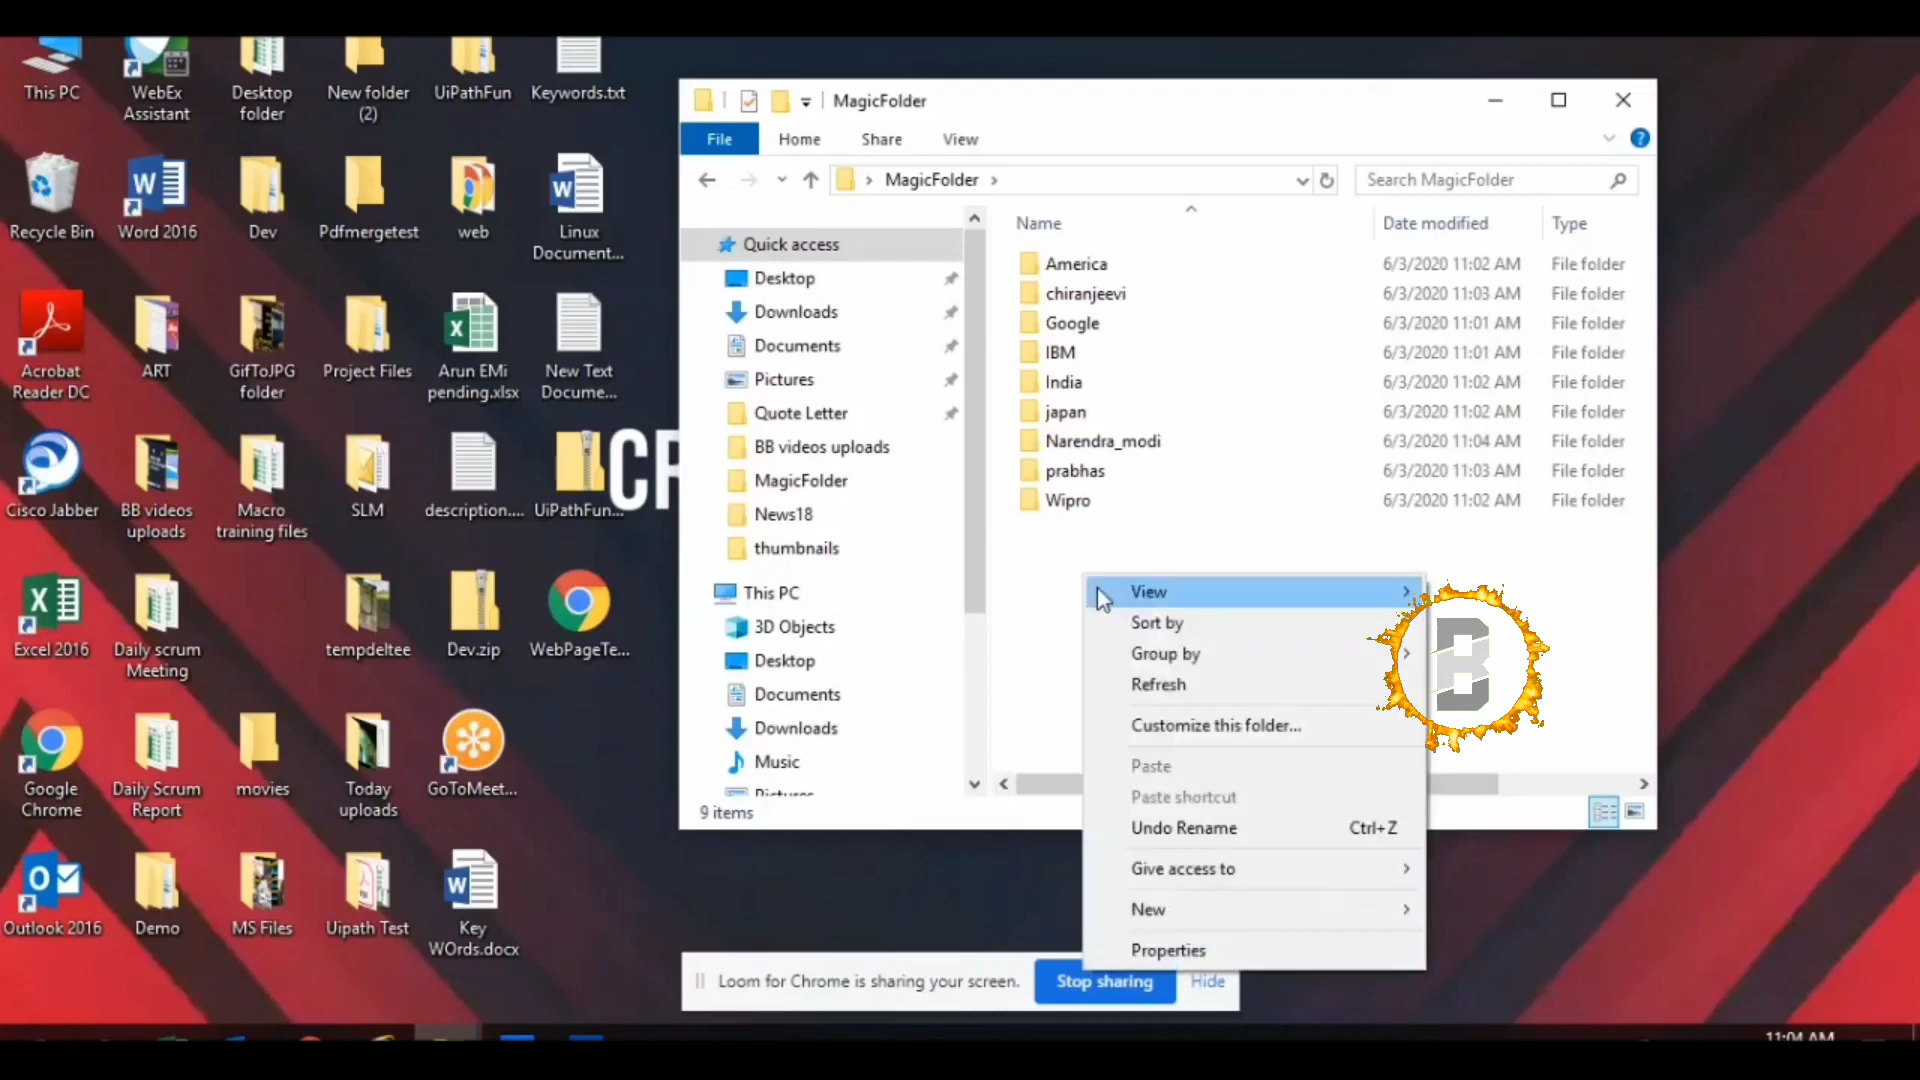 This PC
WebEx
Assistant
Desktop
folder
New folder
(2)
UiPathFun
Keywords.txt
Recycle Bin
Word 2016
Dev
Pdfmergetest
web
Linux
Document...
Acrobat
Reader DC
ART
GifToJPG
folder
Project Files
Arun EMi
pending.xlsx
New Text
Docume...
Cisco Jabber
BB videos
uploads
Macro
training files
SLM
description....
UiPathFun...
Excel 2016
Daily scrum
Meeting
tempdeltee
Dev.zip
WebPageTe...
Google
Chrome
Daily Scrum
Report
movies
Today
uploads
GoToMeet...
Outlook 2016
Demo
MS Files
Uipath Test
Key
WOrds.docx
CR
MagicFolder
File Home Share View
MagicFolder
Search MagicFolder
Quick access
Desktop
Downloads
Documents
Pictures
Quote Letter
BB videos uploads
MagicFolder
News18
thumbnails
This PC
3D Objects
Desktop
Documents
Downloads
Music
Pictures
9 items
Name Date modified Type
America 6/3/2020 11:02 AM File folder
chiranjeevi 6/3/2020 11:03 AM File folder
Google 6/3/2020 11:01 AM File folder
IBM 6/3/2020 11:01 AM File folder
India 6/3/2020 11:02 AM File folder
japan 6/3/2020 11:02 AM File folder
Narendra_modi 6/3/2020 11:04 AM File folder
prabhas 6/3/2020 11:03 AM File folder
Wipro 6/3/2020 11:02 AM File folder
View
Sort by
Group by
Refresh
Customize this folder...
Paste
Paste shortcut
Undo Rename Ctrl+Z
Give access to
New
Properties
B
Loom for Chrome is sharing your screen. Stop sharing Hide
11:04 AM